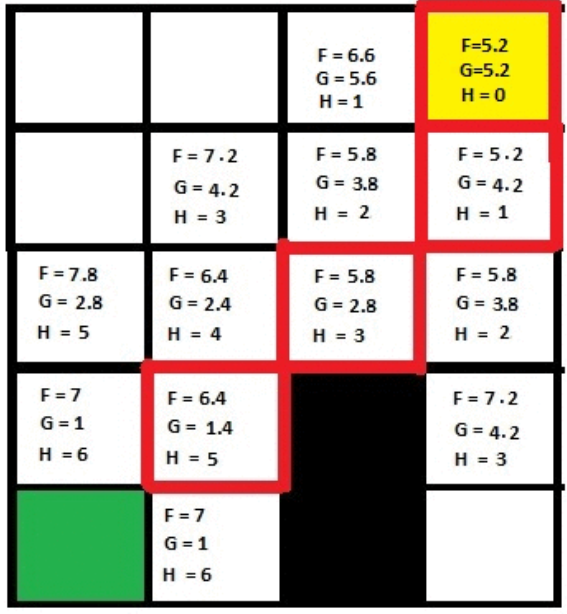 F = 6.6
G = 5.6
H = 1
F=5.2
G=5.2
H = 0
F = 7.2
G = 4.2
H = 3
F = 5.8
G = 3.8
H = 2
F = 5.2
G = 4.2
H = 1
F = 7.8
G = 2.8
H = 5
F = 6.4
G = 2.4
H = 4
F = 5.8
G = 2.8
H = 3
F = 5.8
G = 3.8
H = 2
F = 7
G = 1
H = 6
F = 6.4
G = 1.4
H = 5
F = 7.2
G = 4.2
H = 3
F = 7
G = 1
H = 6